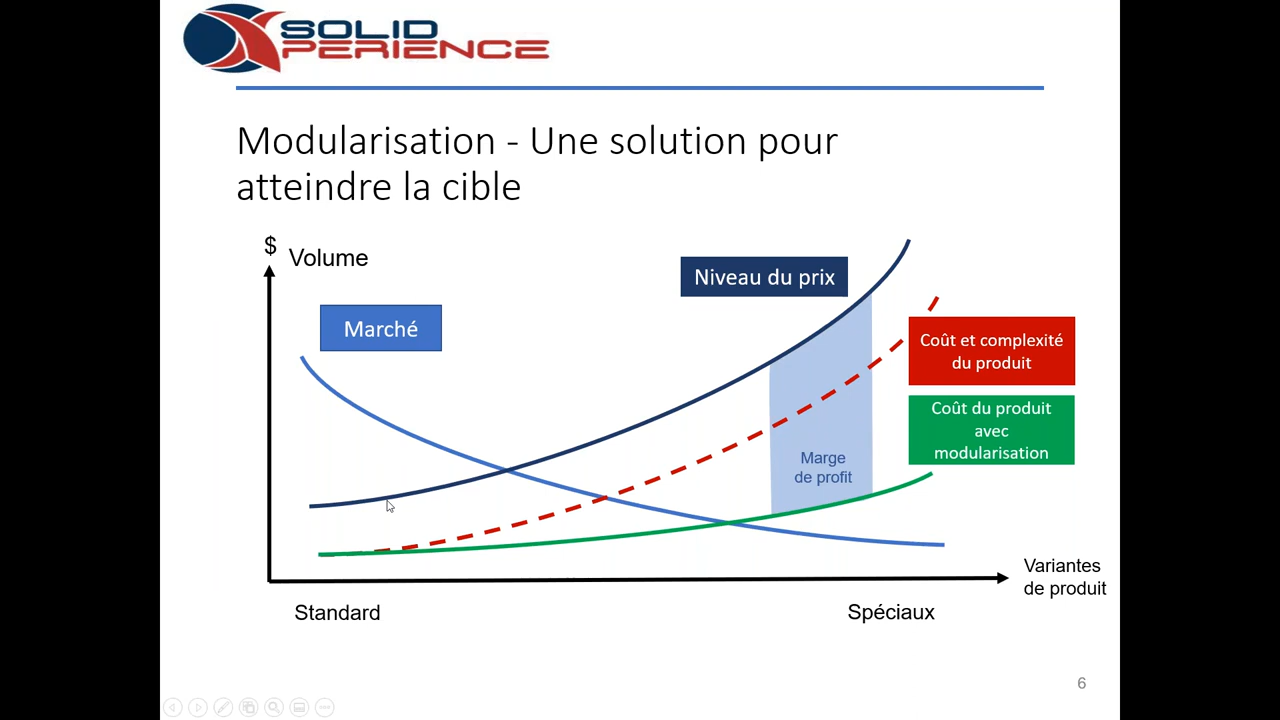 SOLID
XPERIENCE
Modularisation - Une solution pour
atteindre la cible
$
Volume
Marché
Niveau du prix
Coût et complexité
du produit
Coût du produit
avec
modularisation
Marge
de profit
Variantes
de produit
Standard
Spéciaux
6